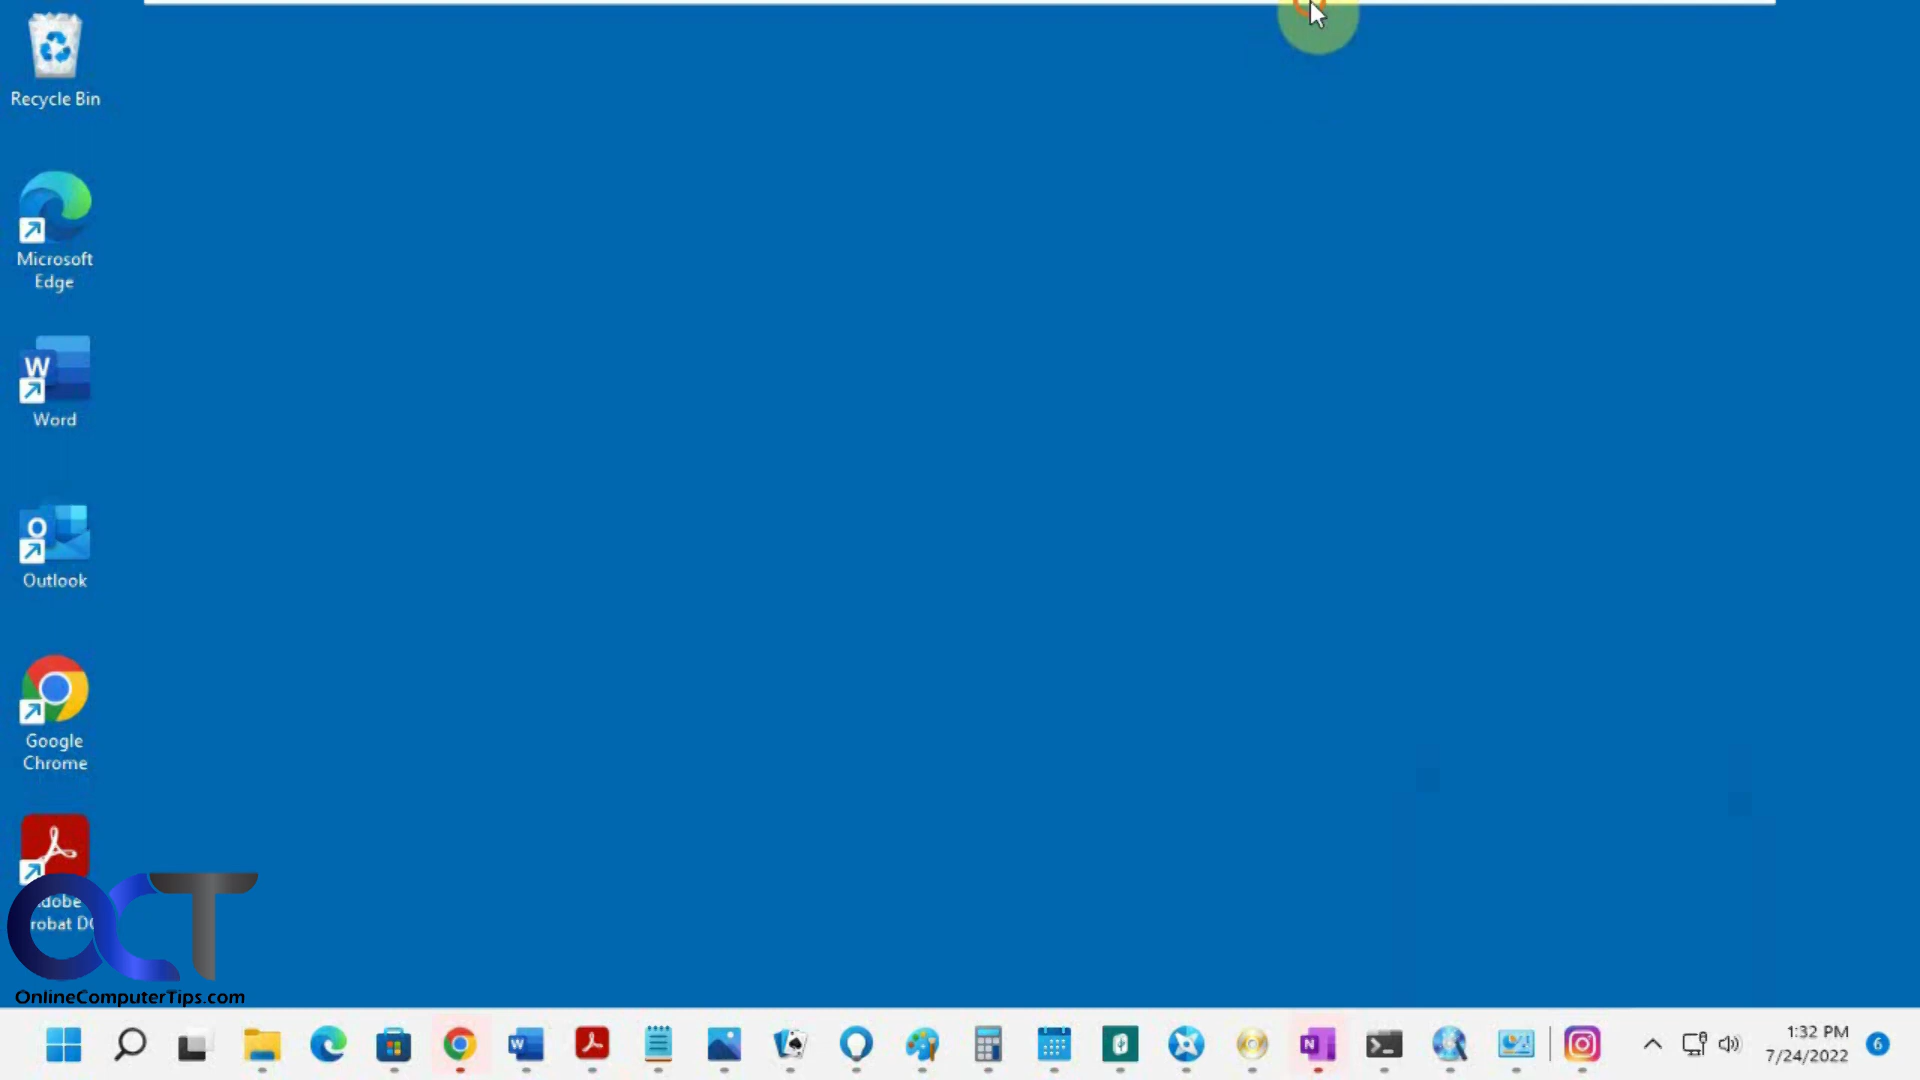 Recycle Bin
Microsoft
Edge
Word
Outlook
Google
Chrome
dobe
robat D
OCT
OnlineComputerTips.com
1:32 PM
7/24/2022
6